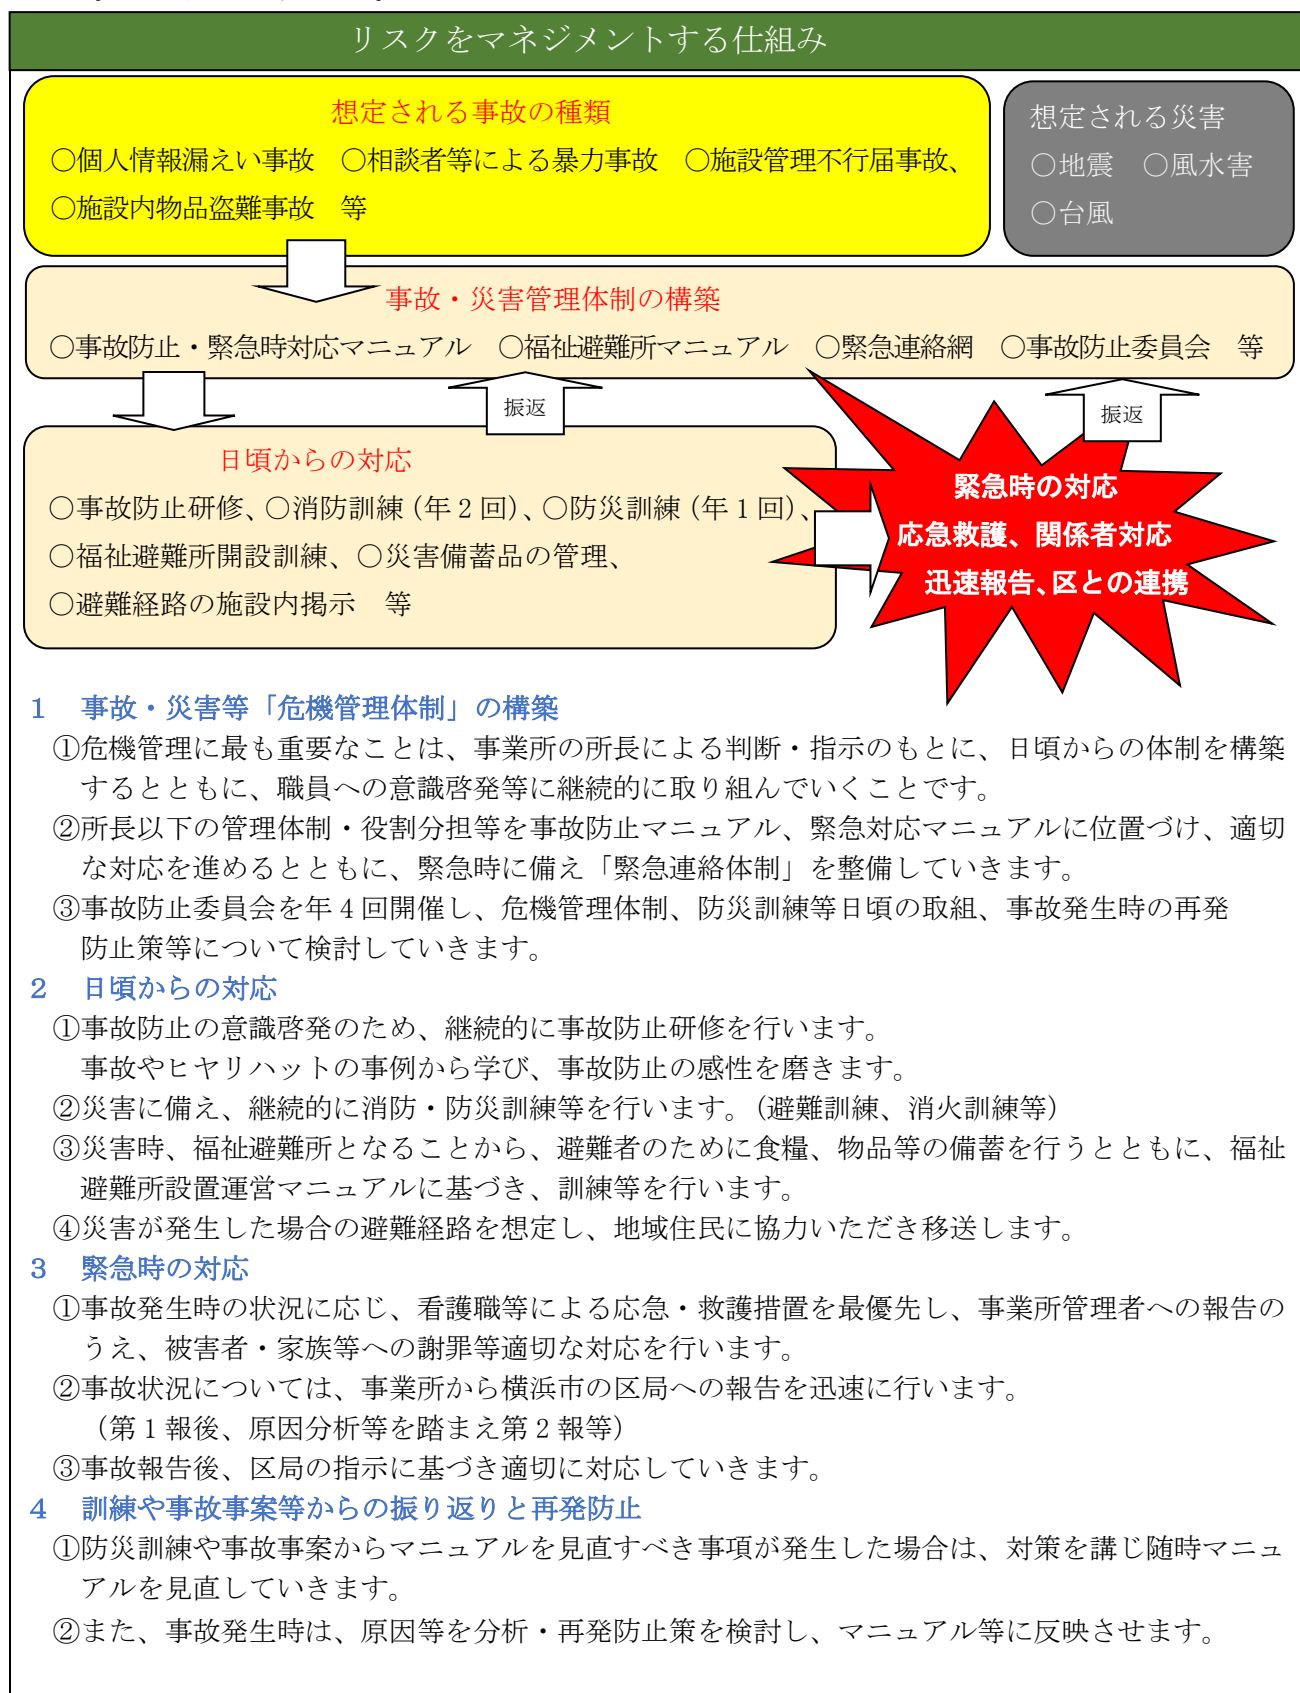 リスクをマネジメントする仕組み
想定される事故の種類
○個人情報漏えい事故　○相談者等による暴力事故　○施設管理不行届事故、
○施設内物品盗難事故　等
想定される災害
○地震　○風水害
○台風
事故・災害管理体制の構築
○事故防止・緊急時対応マニュアル　○福祉避難所マニュアル　○緊急連絡網　○事故防止委員会　等
振返
振返
日頃からの対応
○事故防止研修、○消防訓練（年２回）、○防災訓練（年１回）、
○福祉避難所開設訓練、○災害備蓄品の管理、
○避難経路の施設内掲示　等
緊急時の対応
応急救護、関係者対応
迅速報告、区との連携
１　事故・災害等「危機管理体制」の構築
①危機管理に最も重要なことは、事業所の所長による判断・指示のもとに、日頃からの体制を構築
するとともに、職員への意識啓発等に継続的に取り組んでいくことです。
②所長以下の管理体制・役割分担等を事故防止マニュアル、緊急対応マニュアルに位置づけ、適切
な対応を進めるとともに、緊急時に備え「緊急連絡体制」を整備していきます。
③事故防止委員会を年４回開催し、危機管理体制、防災訓練等日頃の取組、事故発生時の再発
防止策等について検討していきます。
２　日頃からの対応
①事故防止の意識啓発のため、継続的に事故防止研修を行います。
事故やヒヤリハットの事例から学び、事故防止の感性を磨きます。
②災害に備え、継続的に消防・防災訓練等を行います。（避難訓練、消火訓練等）
③災害時、福祉避難所となることから、避難者のために食糧、物品等の備蓄を行うとともに、福祉
避難所設置運営マニュアルに基づき、訓練等を行います。
④災害が発生した場合の避難経路を想定し、地域住民に協力いただき移送します。
３　緊急時の対応
①事故発生時の状況に応じ、看護職等による応急・救護措置を最優先し、事業所管理者への報告の
うえ、被害者・家族等への謝罪等適切な対応を行います。
②事故状況については、事業所から横浜市の区局への報告を迅速に行います。
（第１報後、原因分析等を踏まえ第２報等）
③事故報告後、区局の指示に基づき適切に対応していきます。
４　訓練や事故事案等からの振り返りと再発防止
①防災訓練や事故事案からマニュアルを見直すべき事項が発生した場合は、対策を講じ随時マニュ
アルを見直していきます。
②また、事故発生時は、原因等を分析・再発防止策を検討し、マニュアル等に反映させます。